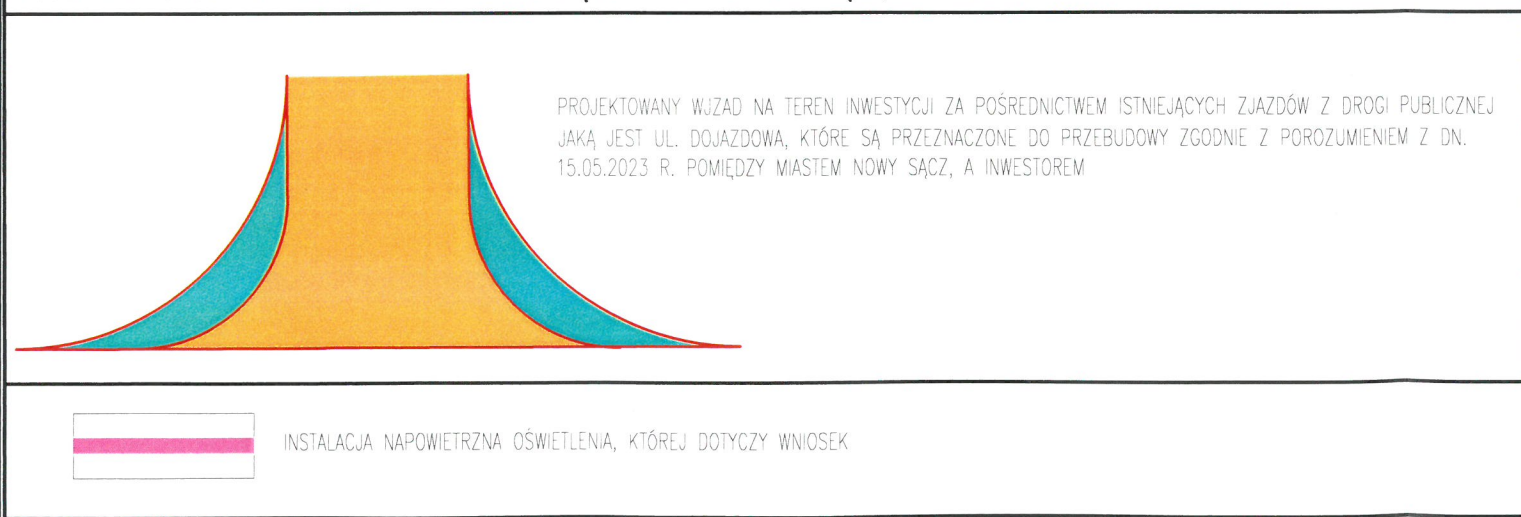 PROJEKTOWANY WJZAD NA TEREN INWESTYCJI ZA POŚREDNICTWEM ISTNIEJĄCYCH ZJAZDÓW Z DROGI PUBLICZNEJ
JAKĄ JEST UL. DOJAZDOWA, KTÓRE SĄ PRZEZNACZONE DO PRZEBUDOWY ZGODNIE Z POROZUMIENIEM Z DN.
15.05.2023 R. POMIĘDZY MIASTEM NOWY SĄCZ, A INWESTOREM
INSTALACJA NAPOWIETRZNA OŚWIETLENIA, KTÓREJ DOTYCZY WNIOSEK